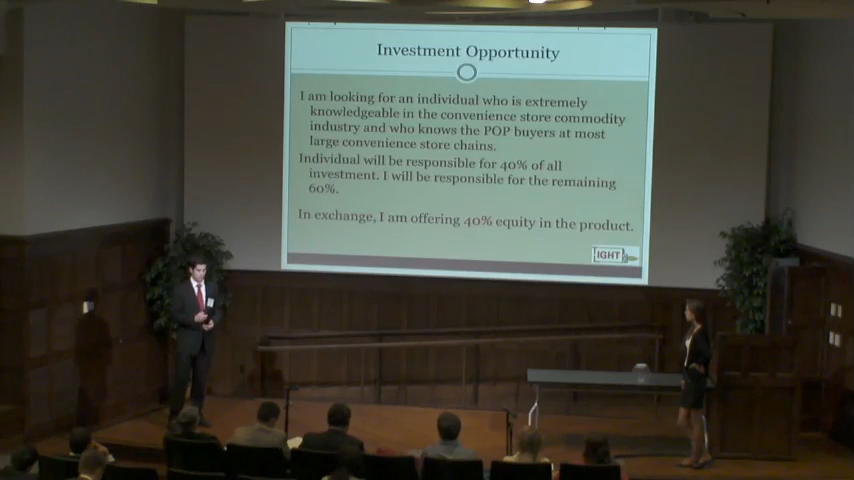 Investment Opportunity
I am looking for an individual who is extremely
knowledgeable in the convenience store commodity
industry and who knows the POP buyers at most
large convenience store chains.
Individual will be responsible for 40% of all
investment. I will be responsible for the remaining
60%.
In exchange, I am offering 40% equity in the product.
IGHT